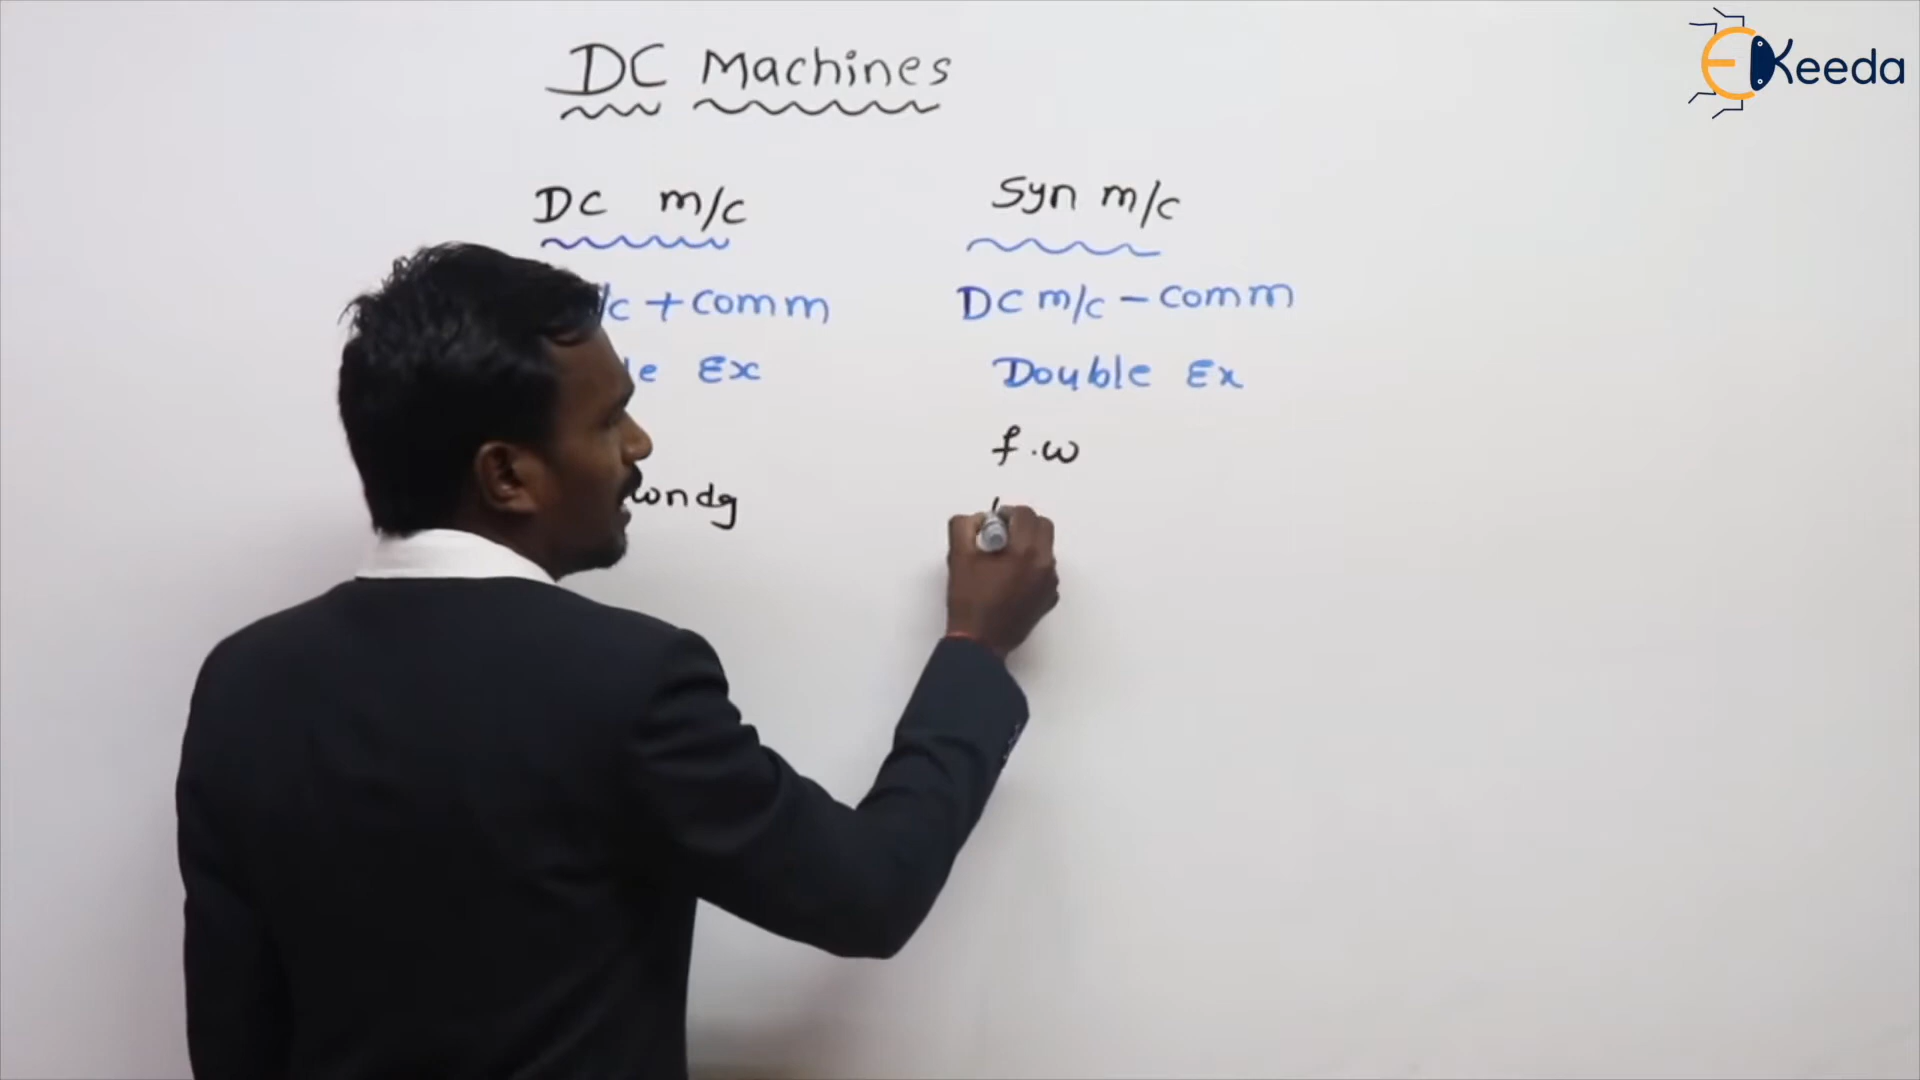 DC Machines
EKeeda
DC m/c
Syn m/c
/c + comm
DC m/c - comm
le Ex
Double Ex
f.w
wndg